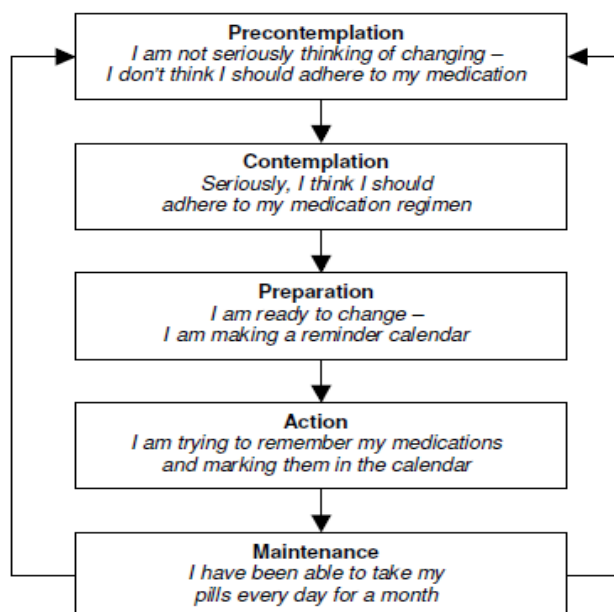 Precontemplation
I am not seriously thinking of changing –
I don't think I should adhere to my medication
Contemplation
Seriously, I think I should
adhere to my medication regimen
Preparation
I am ready to change –
I am making a reminder calendar
Action
I am trying to remember my medications
and marking them in the calendar
Maintenance
I have been able to take my
pills every day for a month